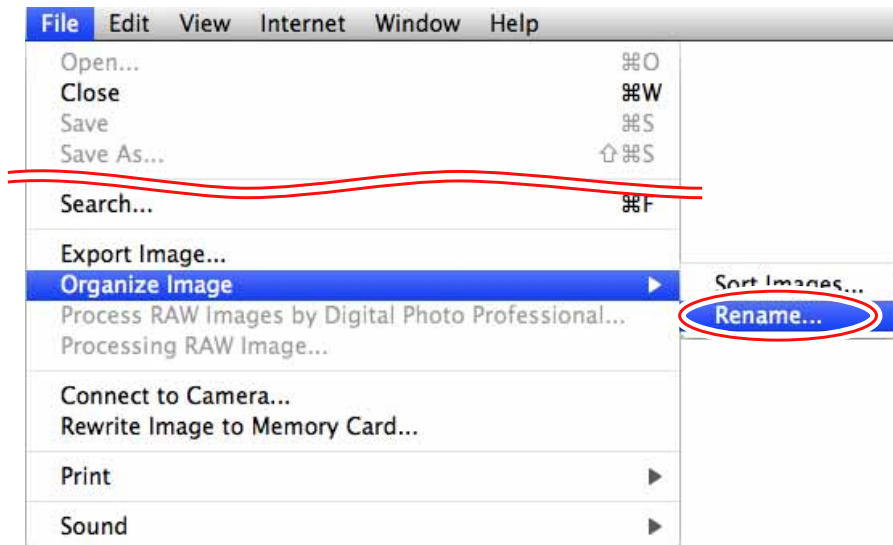 File Edit View Internet Window Help
Open... ⌘O
Close ⌘W
Save ⌘S
Save As... ⇧⌘S
Search... ⌘F
Export Image...
Organize Image ▶
Sort Images...
Rename...
Process RAW Images by Digital Photo Professional...
Processing RAW Image...
Connect to Camera...
Rewrite Image to Memory Card...
Print ▶
Sound ▶